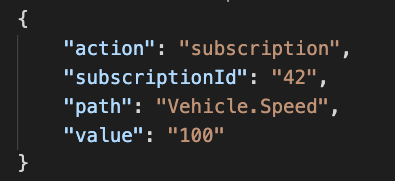 {
"action": "subscription",
"subscriptionId": "42",
"path": "Vehicle.Speed",
"value": "100"
}